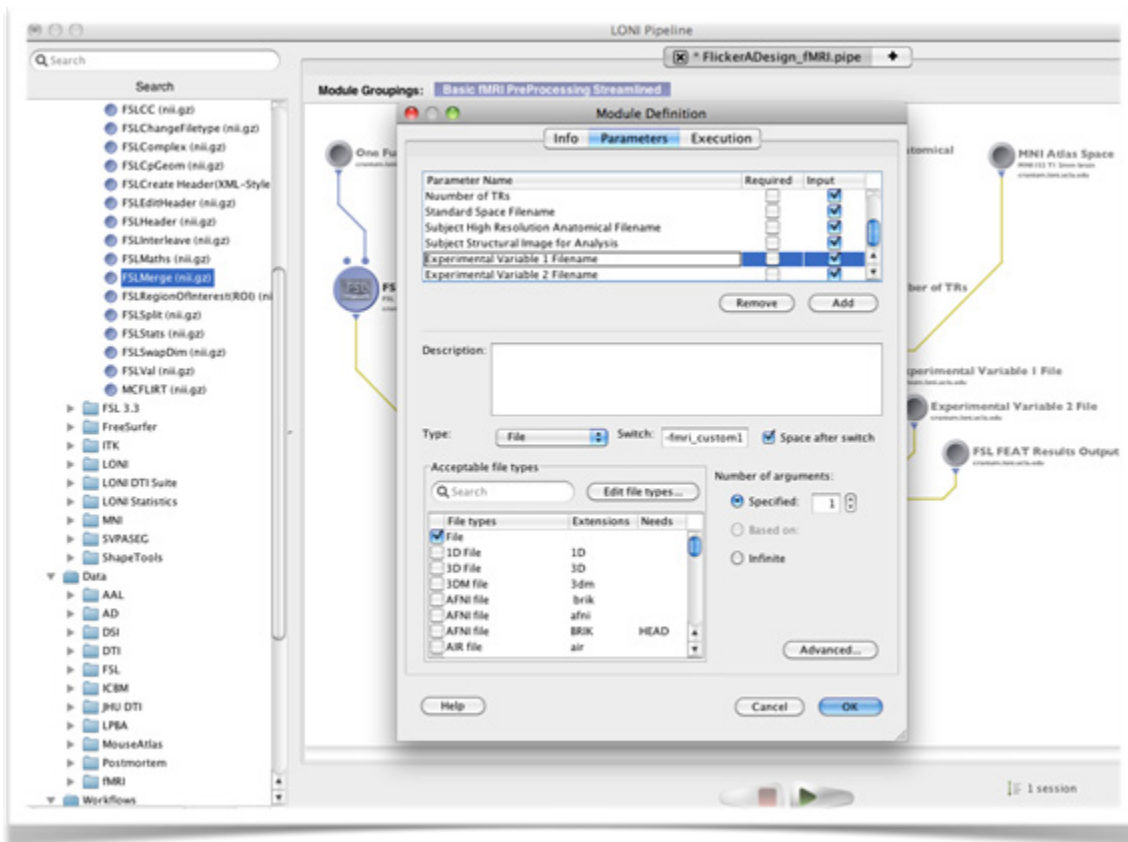 LONI Pipeline
Search
* FlickerADesign_fMRI.pipe
Search
FSLCC (nii.gz)
FSLChangeFiletype (nii.gz)
FSLComplex (nii.gz)
FSLCpGeom (nii.gz)
FSLCreate Header(XML-Style
FSLEditHeader (nii.gz)
FSLHeader (nii.gz)
FSLInterleave (nii.gz)
FSLMaths (nii.gz)
FSLMerge (nii.gz)
FSLRegionOfInterest(ROI) (ni
FSLSplit (nii.gz)
FSLStats (nii.gz)
FSLSwapDim (nii.gz)
FSLVal (nii.gz)
MCFLIRT (nii.gz)
FSL 3.3
FreeSurfer
ITK
LONI
LONI DTI Suite
LONI Statistics
MNI
SVPASEG
ShapeTools
Data
AAL
AD
DSI
DTI
FSL
ICBM
JHU DTI
LPBA
MouseAtlas
Postmortem
fMRI
Workflows
Module Groupings: Basic fMRI PreProcessing Streamlined
One Fu
FSL
FS
Module Definition
Info Parameters Execution
Parameter Name Required Input
Nuumber of TRs
Standard Space Filename
Subject High Resolution Anatomical Filename
Subject Structural Image for Analysis
Experimental Variable 1 Filename
Experimental Variable 2 Filename
Remove Add
Description:
Type: File Switch: -fmri_custom1 Space after switch
Acceptable file types
Search Edit file types...
File types Extensions Needs
File
1D File 1D
3D File 3D
3DM file 3dm
AFNI file brik
AFNI file afni
AFNI file BRIK HEAD
AIR file air
Number of arguments:
Specified: 1
Based on:
Infinite
Advanced...
Help Cancel OK
tomical
MNI Atlas Space
ber of TRs
xperimental Variable 1 File
Experimental Variable 2 File
FSL FEAT Results Output
1 session